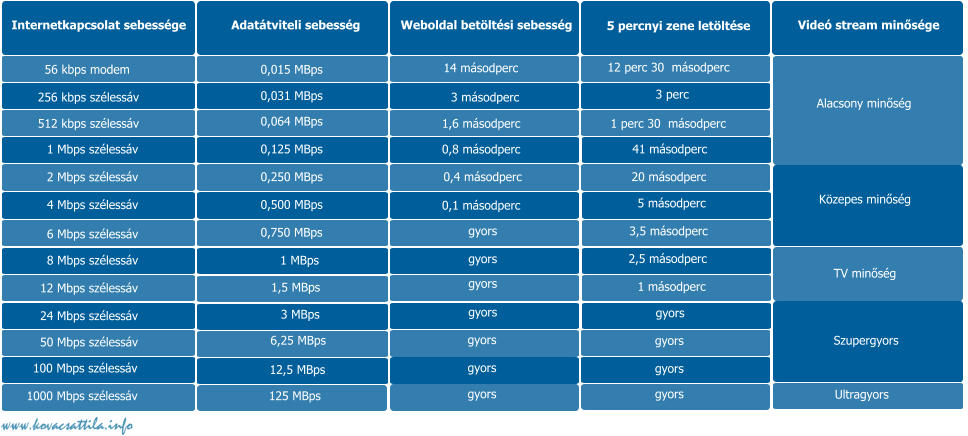 Internetkapcsolat sebessége Adatátviteli sebesség Weboldal betöltési sebesség 5 percnyi zene letöltése Videó stream minősége
56 kbps modem 0,015 MBps 14 másodperc 12 perc 30 másodperc
256 kbps szélessáv 0,031 MBps 3 másodperc 3 perc
Alacsony minőség
512 kbps szélessáv 0,064 MBps 1,6 másodperc 1 perc 30 másodperc
1 Mbps szélessáv 0,125 MBps 0,8 másodperc 41 másodperc
2 Mbps szélessáv 0,250 MBps 0,4 másodperc 20 másodperc
4 Mbps szélessáv 0,500 MBps 0,1 másodperc 5 másodperc Közepes minőség
6 Mbps szélessáv 0,750 MBps gyors 3,5 másodperc
8 Mbps szélessáv 1 MBps gyors 2,5 másodperc
TV minőség
12 Mbps szélessáv 1,5 MBps gyors 1 másodperc
24 Mbps szélessáv 3 MBps gyors gyors
50 Mbps szélessáv 6,25 MBps gyors gyors Szupergyors
100 Mbps szélessáv 12,5 MBps gyors gyors
1000 Mbps szélessáv 125 MBps gyors gyors Ultragyors
www.kovacsattila.info